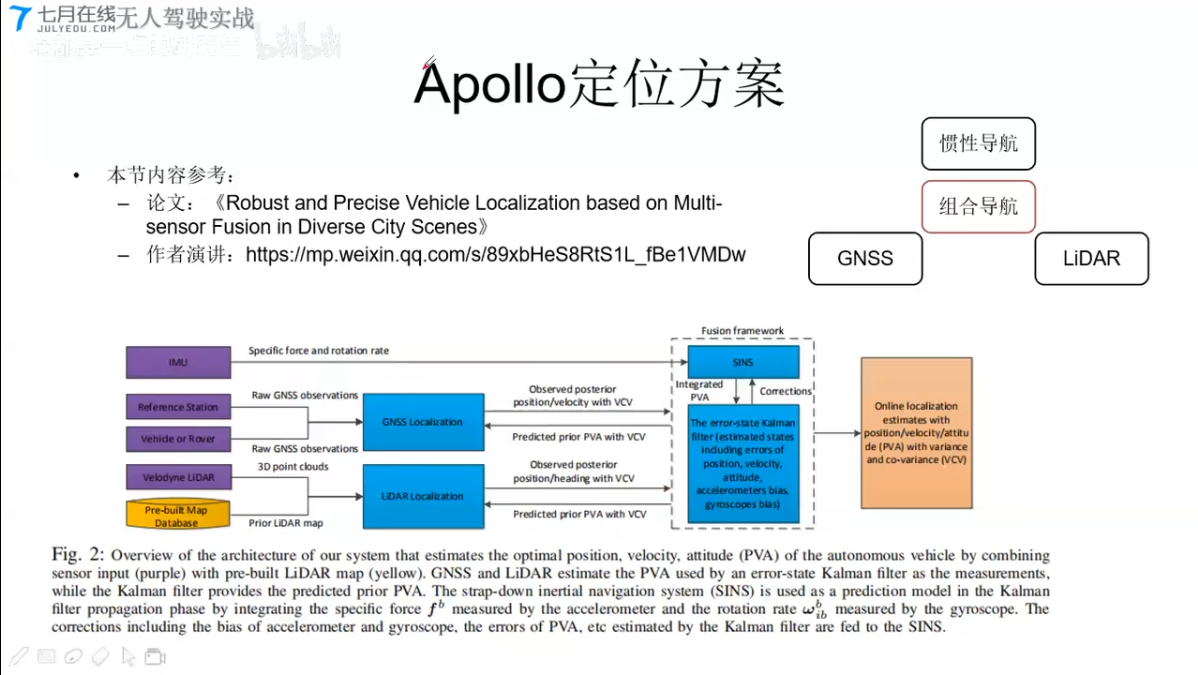 七月在线 无人驾驶实战
JULYEDU.COM
bilibili
Apollo定位方案
惯性导航
• 本节内容参考：
组合导航
– 论文：《Robust and Precise Vehicle Localization based on Multi-
sensor Fusion in Diverse City Scenes》
– 作者演讲：https://mp.weixin.qq.com/s/89xbHeS8RtS1L_fBe1VMDw
GNSS
LiDAR
Fusion framework
IMU
Specific force and rotation rate
SINS
Integrated
PVA
Corrections
Reference Station
Raw GNSS observations
Vehicle or Rover
Raw GNSS observations
GNSS Localization
Observed posterior
position/velocity with VCV
Predicted prior PVA with VCV
Velodyne LiDAR
3D point clouds
Pre-built Map
Database
Prior LiDAR map
LiDAR Localization
Observed posterior
position/heading with VCV
Predicted prior PVA with VCV
The error-state Kalman
filter (estimated states
including errors of
position, velocity,
attitude,
accelerometers bias,
gyroscopes bias)
Online localization
estimates with
position/velocity/attitu
de (PVA) with variance
and co-variance (VCV)
Fig. 2: Overview of the architecture of our system that estimates the optimal position, velocity, attitude (PVA) of the autonomous vehicle by combining
sensor input (purple) with pre-built LiDAR map (yellow). GNSS and LiDAR estimate the PVA used by an error-state Kalman filter as the measurements,
while the Kalman filter provides the predicted prior PVA. The strap-down inertial navigation system (SINS) is used as a prediction model in the Kalman
filter propagation phase by integrating the specific force f^b measured by the accelerometer and the rotation rate ω^b_ib measured by the gyroscope. The
corrections including the bias of accelerometer and gyroscope, the errors of PVA, etc estimated by the Kalman filter are fed to the SINS.